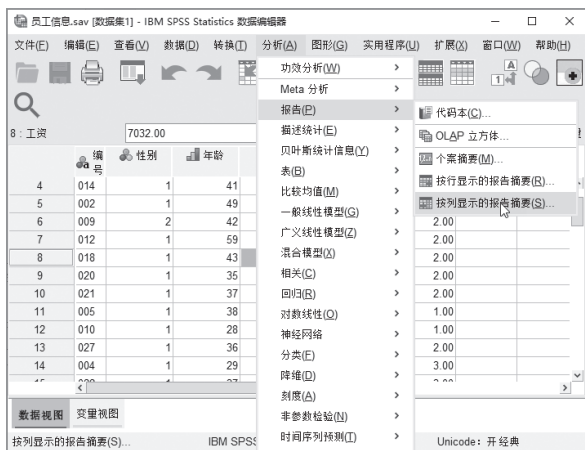 员工信息.sav [数据集1] - IBM SPSS Statistics 数据编辑器
文件(F) 编辑(E) 查看(V) 数据(D) 转换(T) 分析(A) 图形(G) 实用程序(U) 扩展(X) 窗口(W) 帮助(H)
功效分析(W)
Meta 分析
报告(P)
描述统计(E)
贝叶斯统计信息(Y)
表(B)
比较均值(M)
一般线性模型(G)
广义线性模型(Z)
混合模型(X)
相关(C)
回归(R)
对数线性(O)
神经网络
分类(F)
降维(D)
刻度(A)
非参数检验(N)
时间序列预测(T)
代码本(C)...
OLAP 立方体...
个案摘要(M)...
按行显示的报告摘要(R)...
按列显示的报告摘要(S)...
8 : 工资 7032.00
编号 性别 年龄
4 014 1 41
5 002 1 49
6 009 2 42 2.00
7 012 1 59 2.00
8 018 1 43 2.00
9 020 1 35 2.00
10 021 1 37 2.00
11 005 1 38 1.00
12 010 1 28 1.00
13 027 1 36 2.00
14 004 1 29 3.00
数据视图 变量视图
按列显示的报告摘要(S)... IBM SPSS Unicode : 开 经典